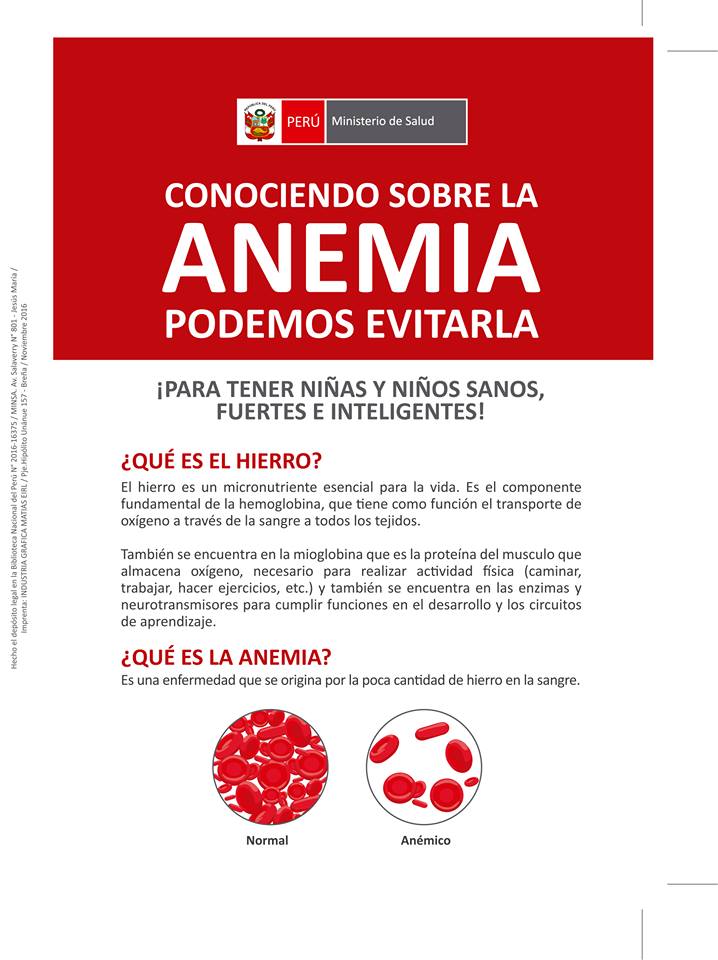 REPÚBLICA DEL PERÚ
PERÚ
Ministerio de Salud
CONOCIENDO SOBRE LA
ANEMIA
PODEMOS EVITARLA
¡PARA TENER NIÑAS Y NIÑOS SANOS,
FUERTES E INTELIGENTES!
¿QUÉ ES EL HIERRO?
El hierro es un micronutriente esencial para la vida. Es el componente
fundamental de la hemoglobina, que tiene como función el transporte de
oxígeno a través de la sangre a todos los tejidos.
También se encuentra en la mioglobina que es la proteína del musculo que
almacena oxígeno, necesario para realizar actividad física (caminar,
trabajar, hacer ejercicios, etc.) y también se encuentra en las enzimas y
neurotransmisores para cumplir funciones en el desarrollo y los circuitos
de aprendizaje.
¿QUÉ ES LA ANEMIA?
Es una enfermedad que se origina por la poca cantidad de hierro en la sangre.
Normal
Anémico
Hecho el depósito legal en la Biblioteca Nacional del Perú N° 2016-16375 / MINSA. Av. Salaverry N° 801 - Jesús María /
Imprenta: INDUSTRIA GRAFICA MATIAS EIRL / Pje.Hipólito Unánue 157 - Breña / Noviembre 2016